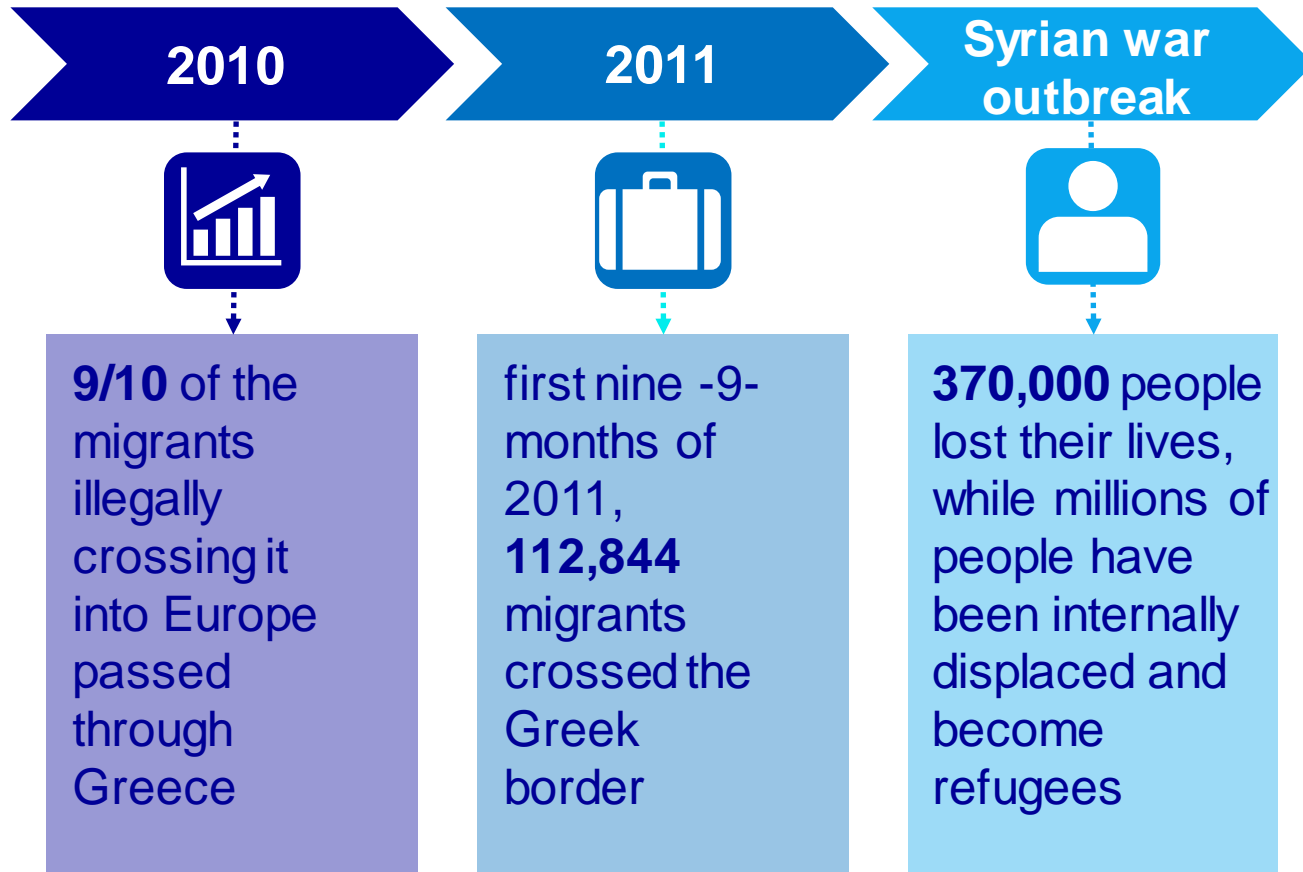 2010
9/10 of the
migrants
illegally
crossing it
into Europe
passed
through
Greece
2011
first nine -9-
months of
2011,
112,844
migrants
crossed the
Greek
border
Syrian war
outbreak
370,000 people
lost their lives,
while millions of
people have
been internally
displaced and
become
refugees